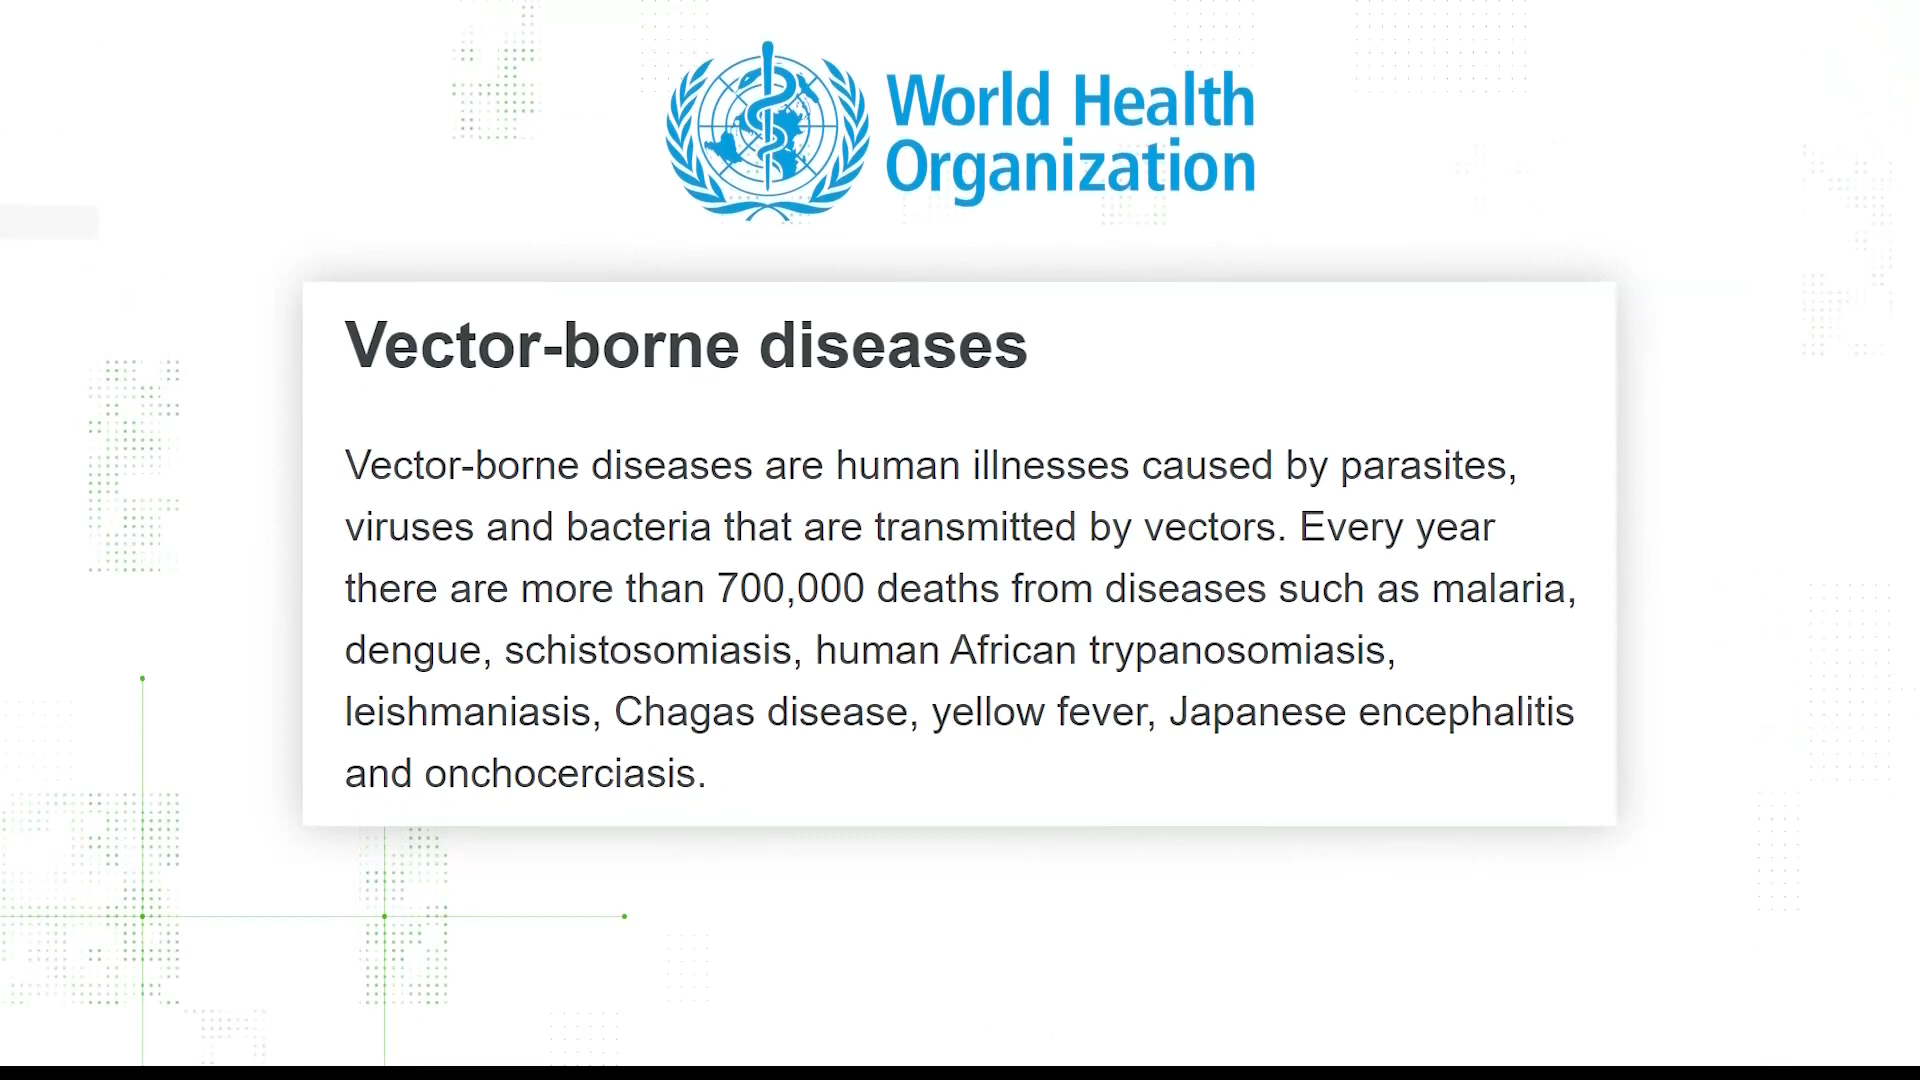 World Health
Organization
Vector-borne diseases
Vector-borne diseases are human illnesses caused by parasites,
viruses and bacteria that are transmitted by vectors. Every year
there are more than 700,000 deaths from diseases such as malaria,
dengue, schistosomiasis, human African trypanosomiasis,
leishmaniasis, Chagas disease, yellow fever, Japanese encephalitis
and onchocerciasis.